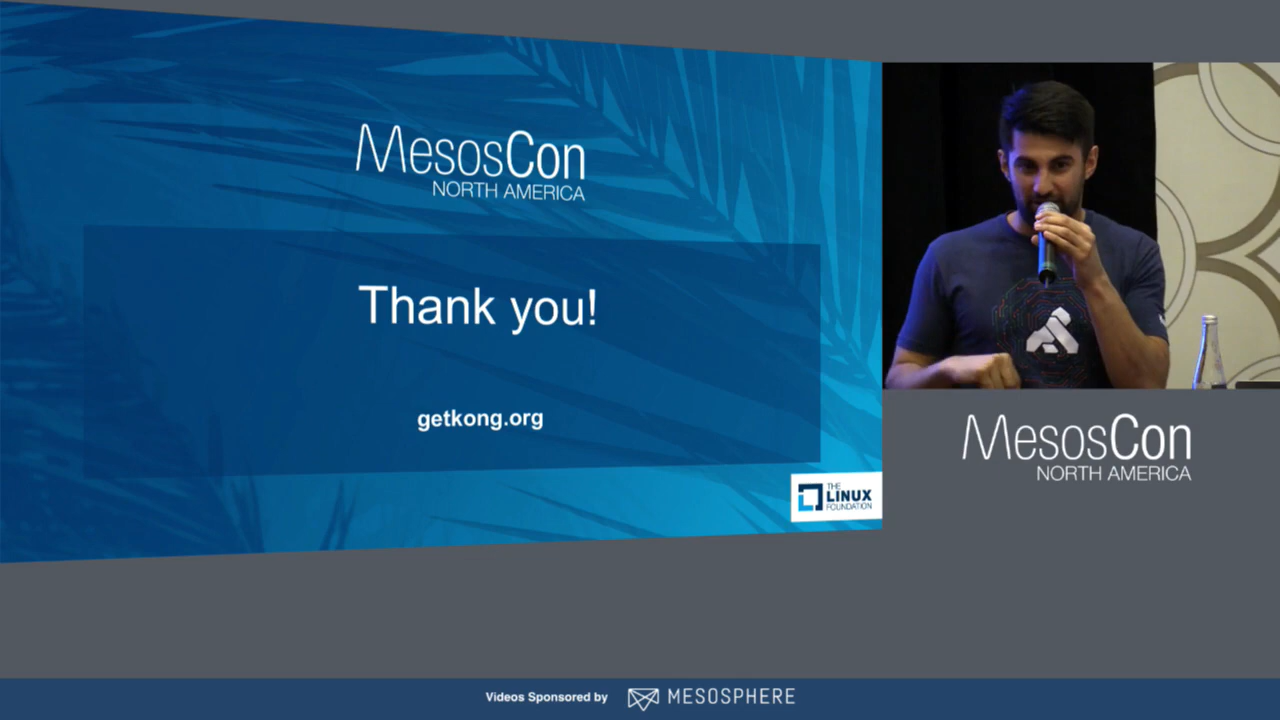 MesosCon
NORTH AMERICA
Thank you!
getkong.org
THE
LINUX
FOUNDATION
MesosCon
NORTH AMERICA
Videos Sponsored by MESOSPHERE